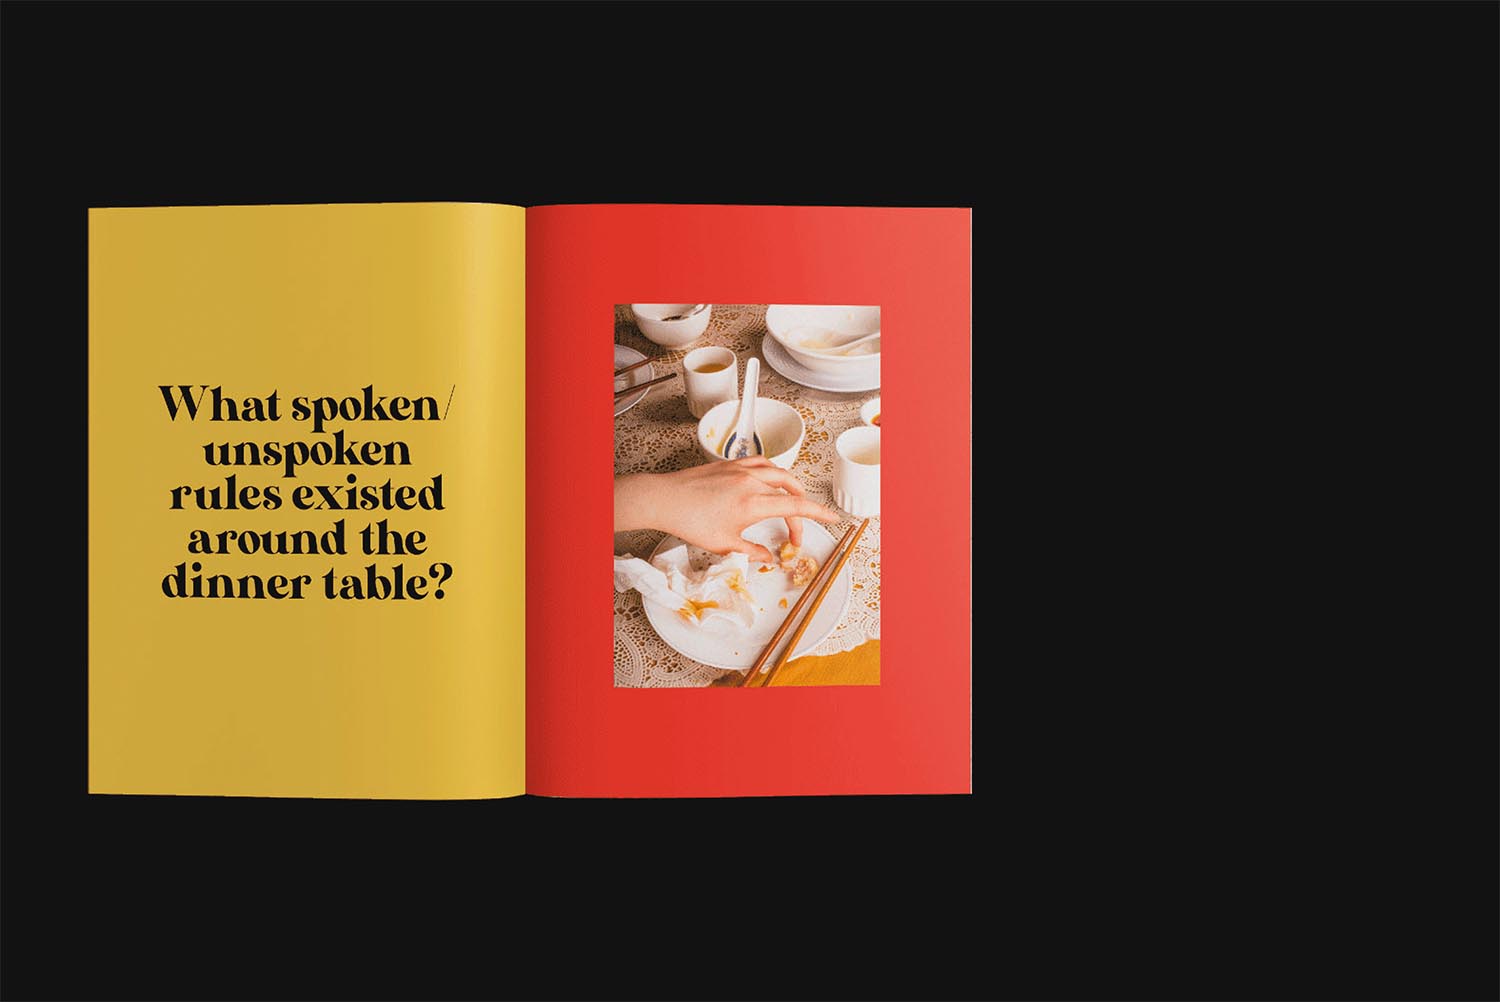 What spoken/
unspoken
rules existed
around the
dinner table?